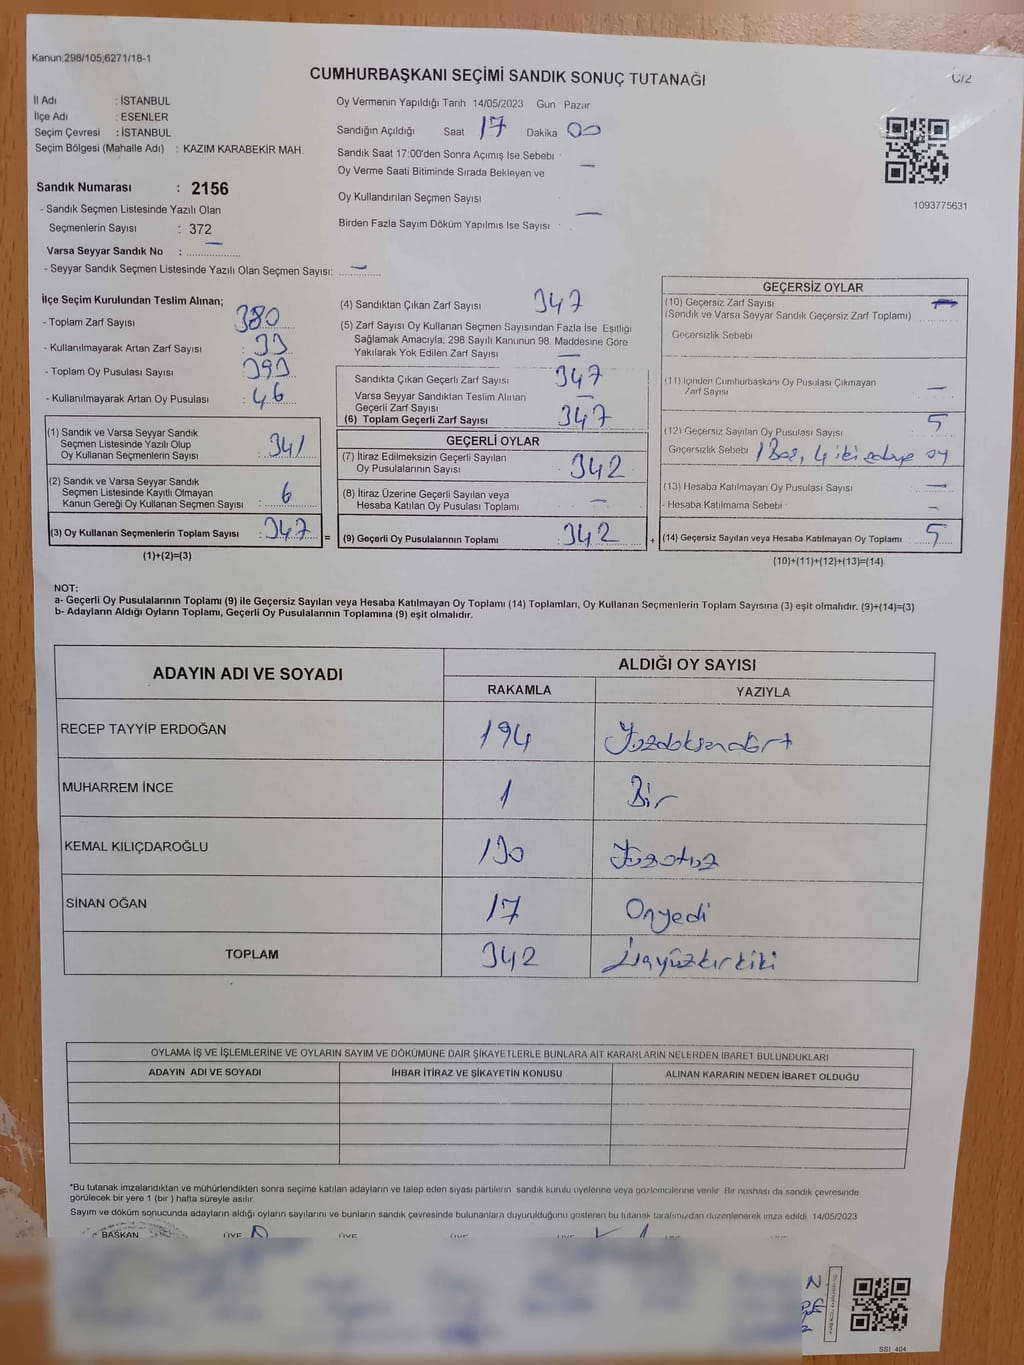 Kanun;298/105;6271/18-1
CUMHURBAŞKANI SEÇİMİ SANDIK SONUÇ TUTANAĞI
C/2
İl Adı : İSTANBUL
İlçe Adı : ESENLER
Seçim Çevresi : İSTANBUL
Seçim Bölgesi (Mahalle Adı) : KAZIM KARABEKİR MAH.
Sandık Numarası : 2156
- Sandık Seçmen Listesinde Yazılı Olan
Seçmenlerin Sayısı : 372
Varsa Seyyar Sandık No : —
- Seyyar Sandık Seçmen Listesinde Yazılı Olan Seçmen Sayısı: —
Oy Vermenin Yapıldığı Tarih 14/05/2023 Gün Pazar
Sandığın Açıldığı Saat 17 Dakika 00
Sandık Saat 17:00'den Sonra Açımış İse Sebebi : —
Oy Verme Saati Bitiminde Sırada Bekleyen ve
Oy Kullandırılan Seçmen Sayısı —
Birden Fazla Sayım Döküm Yapılmış İse Sayısı :
1093775631
İlçe Seçim Kurulundan Teslim Alınan;
- Toplam Zarf Sayısı : 380
- Kullanılmayarak Artan Zarf Sayısı : 33
- Toplam Oy Pusulası Sayısı : 393
- Kullanılmayarak Artan Oy Pusulası : 46
(1) Sandık ve Varsa Seyyar Sandık
Seçmen Listesinde Yazılı Olup
Oy Kullanan Seçmenlerin Sayısı : 341
(2) Sandık ve Varsa Seyyar Sandık
Seçmen Listesinde Kayıtlı Olmayan
Kanun Gereği Oy Kullanan Seçmen Sayısı : 6
(3) Oy Kullanan Seçmenlerin Toplam Sayısı : 347
(1)+(2)=(3)
=
(4) Sandıktan Çıkan Zarf Sayısı 347
(5) Zarf Sayısı Oy Kullanan Seçmen Sayısından Fazla İse, Eşitliği
Sağlamak Amacıyla; 298 Sayılı Kanunun 98. Maddesine Göre
Yakılarak Yok Edilen Zarf Sayısı —
Sandıkta Çıkan Geçerli Zarf Sayısı 347
Varsa Seyyar Sandıktan Teslim Alınan
Geçerli Zarf Sayısı —
(6) Toplam Geçerli Zarf Sayısı 347
GEÇERLİ OYLAR
(7) İtiraz Edilmeksizin Geçerli Sayılan
Oy Pusulalarının Sayısı 342
(8) İtiraz Üzerine Geçerli Sayılan veya
Hesaba Katılan Oy Pusulası Toplamı —
(9) Geçerli Oy Pusulalarının Toplamı : 342
+
GEÇERSİZ OYLAR
(10) Geçersiz Zarf Sayısı —
(Sandık ve Varsa Seyyar Sandık Geçersiz Zarf Toplamı)
Geçersizlik Sebebi
(11) İçinden Cumhurbaşkanı Oy Pusulası Çıkmayan
Zarf Sayısı —
(12) Geçersiz Sayılan Oy Pusulası Sayısı 5
Geçersizlik Sebebi 1 Boş, 4 iki adaya oy
(13) Hesaba Katılmayan Oy Pusulası Sayısı —
- Hesaba Katılmama Sebebi —
(14) Geçersiz Sayılan veya Hesaba Katılmayan Oy Toplamı : 5
(10)+(11)+(12)+(13)=(14)
NOT:
a- Geçerli Oy Pusulalarının Toplamı (9) ile Geçersiz Sayılan veya Hesaba Katılmayan Oy Toplamı (14) Toplamları, Oy Kullanan Seçmenlerin Toplam Sayısına (3) eşit olmalıdır. (9)+(14)=(3)
b- Adayların Aldığı Oyların Toplamı, Geçerli Oy Pusulalarının Toplamına (9) eşit olmalıdır.
ADAYIN ADI VE SOYADI
ALDIĞI OY SAYISI
RAKAMLA YAZIYLA
RECEP TAYYİP ERDOĞAN 194 Yüzdoksandört
MUHARREM İNCE 1 Bir
KEMAL KILIÇDAROĞLU 130 Yüzotuz
SİNAN OĞAN 17 Onyedi
TOPLAM 342 Üçyüzkırkiki
OYLAMA İŞ VE İŞLEMLERİNE VE OYLARIN SAYIM VE DÖKÜMÜNE DAİR ŞİKAYETLERLE BUNLARA AİT KARARLARIN NELERDEN İBARET BULUNDUKLARI
ADAYIN ADI VE SOYADI İHBAR İTİRAZ VE ŞİKAYETİN KONUSU ALINAN KARARIN NEDEN İBARET OLDUĞU
*Bu tutanak imzalandıktan ve mühürlendikten sonra seçime katılan adayların ve talep eden siyasi partilerin sandık kurulu üyelerine veya gözlemcilerine verilir. Bir nüshası da sandık çevresinde
görülecek bir yere 1 (bir ) hafta süreyle asılır.
Sayım ve döküm sonucunda adayların aldığı oyların sayılarını ve bunların sandık çevresinde bulunanlara duyurulduğunu gösteren bu tutanak tarafımızdan düzenlenerek imza edildi. 14/05/2023
BAŞKAN ÜYE ÜYE ÜYE ÜYE ÜYE
SSI_404